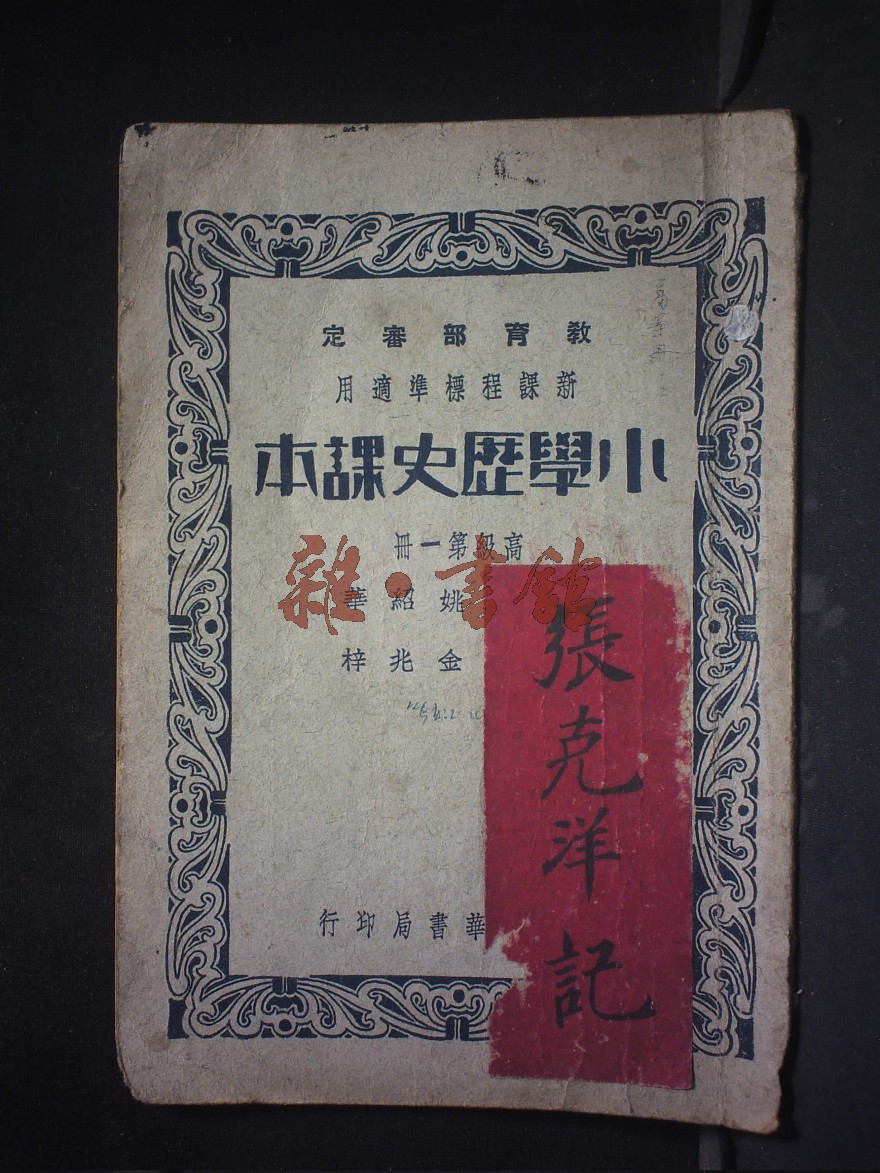 教育部審定
新課程標準適用
小學歷史課本
高級第一冊
姚紹華
金兆梓
華書局印行
張克洋記
雜·書館